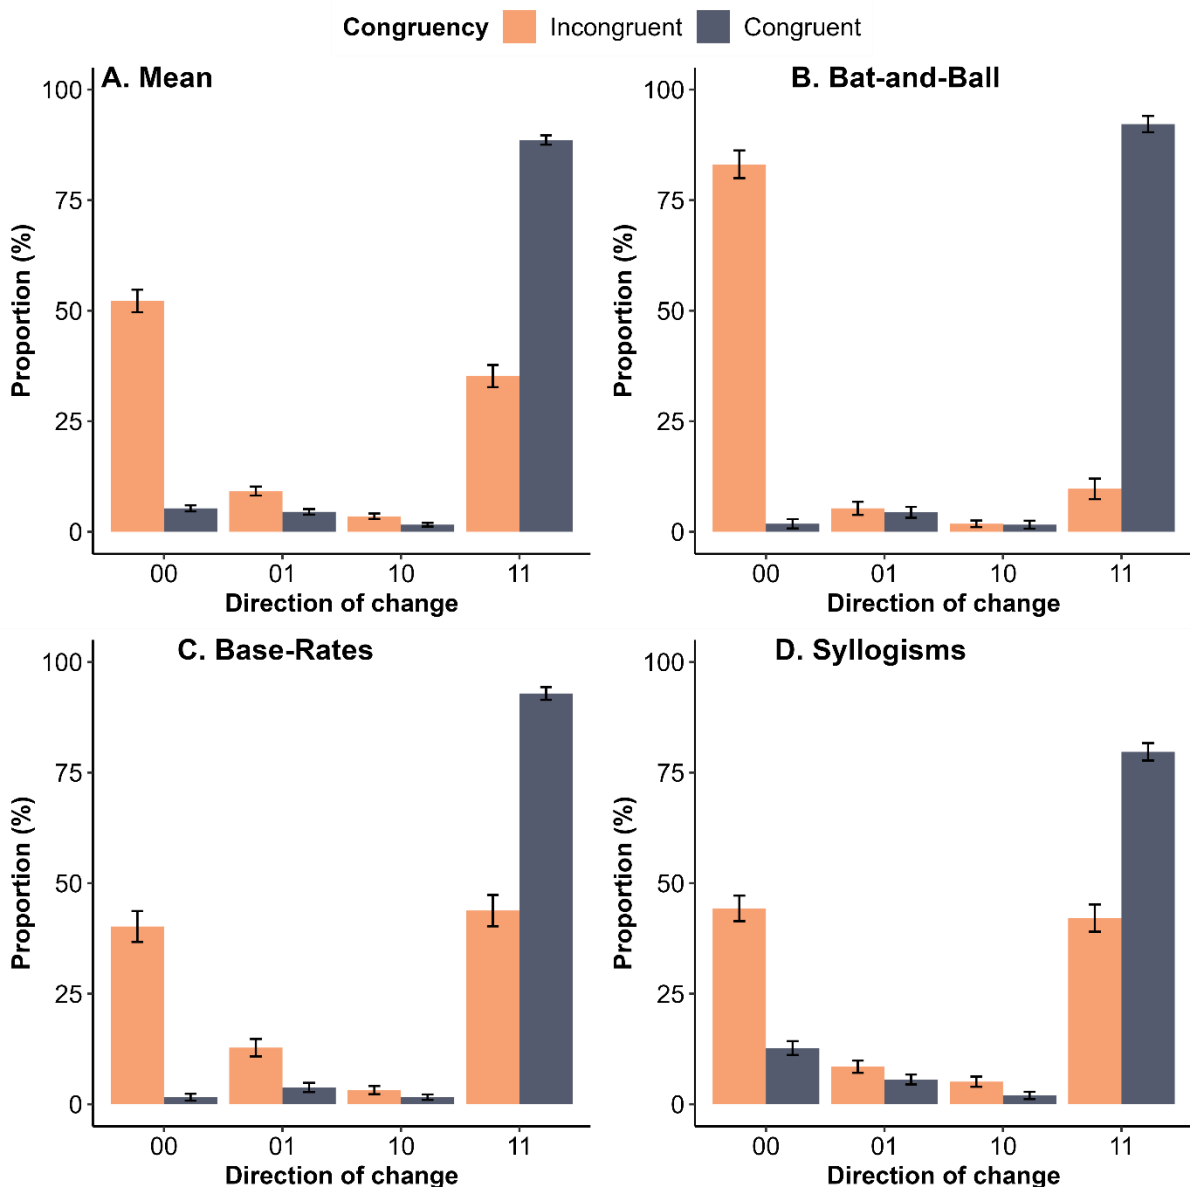 Congruency Incongruent Congruent
A. Mean
100
75
50
25
0
Proportion (%)
00 01 10 11
Direction of change
B. Bat-and-Ball
100
75
50
25
0
Proportion (%)
00 01 10 11
Direction of change
C. Base-Rates
100
75
50
25
0
Proportion (%)
00 01 10 11
Direction of change
D. Syllogisms
100
75
50
25
0
Proportion (%)
00 01 10 11
Direction of change